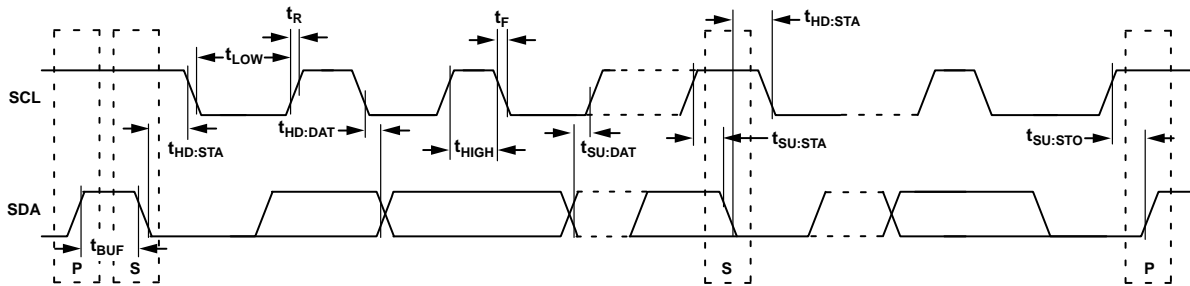 tR
tF
tHD:STA
tLOW
SCL
tHD:STA
tHD:DAT
tHIGH
tSU:DAT
tSU:STA
tSU:STO
SDA
tBUF
P
S
S
P